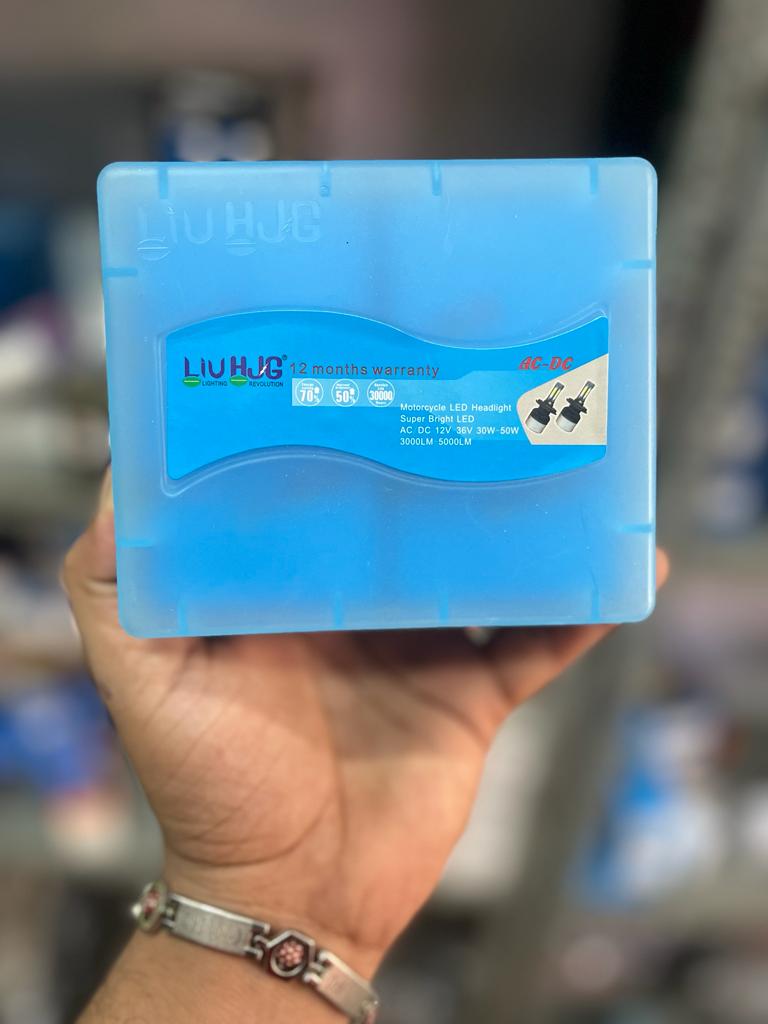 LIU HJG
LIU HJG®
LIGHTING REVOLUTION
12 months warranty
AC-DC
70%
50%
30000
Motorcycle LED Headlight
Super Bright LED
AC DC 12V 36V 30W-50W
3000LM-5000LM